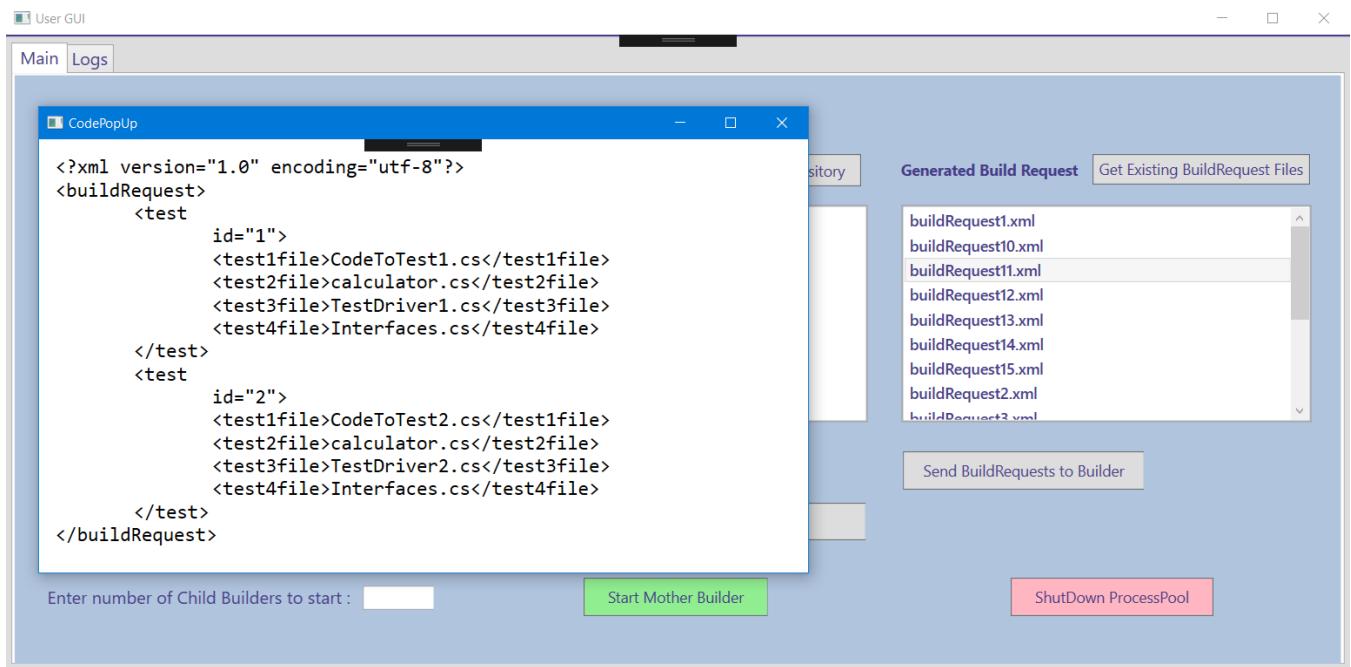 User GUI
Main Logs
CodePopUp
<?xml version="1.0" encoding="utf-8"?>
<buildRequest>
<test
id="1">
<test1file>CodeToTest1.cs</test1file>
<test2file>calculator.cs</test2file>
<test3file>TestDriver1.cs</test3file>
<test4file>Interfaces.cs</test4file>
</test>
<test
id="2">
<test1file>CodeToTest2.cs</test1file>
<test2file>calculator.cs</test2file>
<test3file>TestDriver2.cs</test3file>
<test4file>Interfaces.cs</test4file>
</test>
</buildRequest>
sitory
Generated Build Request
Get Existing BuildRequest Files
buildRequest1.xml
buildRequest10.xml
buildRequest11.xml
buildRequest12.xml
buildRequest13.xml
buildRequest14.xml
buildRequest15.xml
buildRequest2.xml
buildRequest3.xml
Send BuildRequests to Builder
Enter number of Child Builders to start :
Start Mother Builder
ShutDown ProcessPool